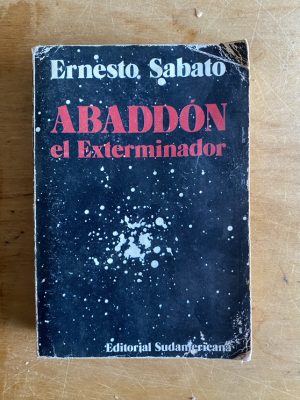 Ernesto Sabato
ABADDÓN
el Exterminador
Editorial Sudamericana